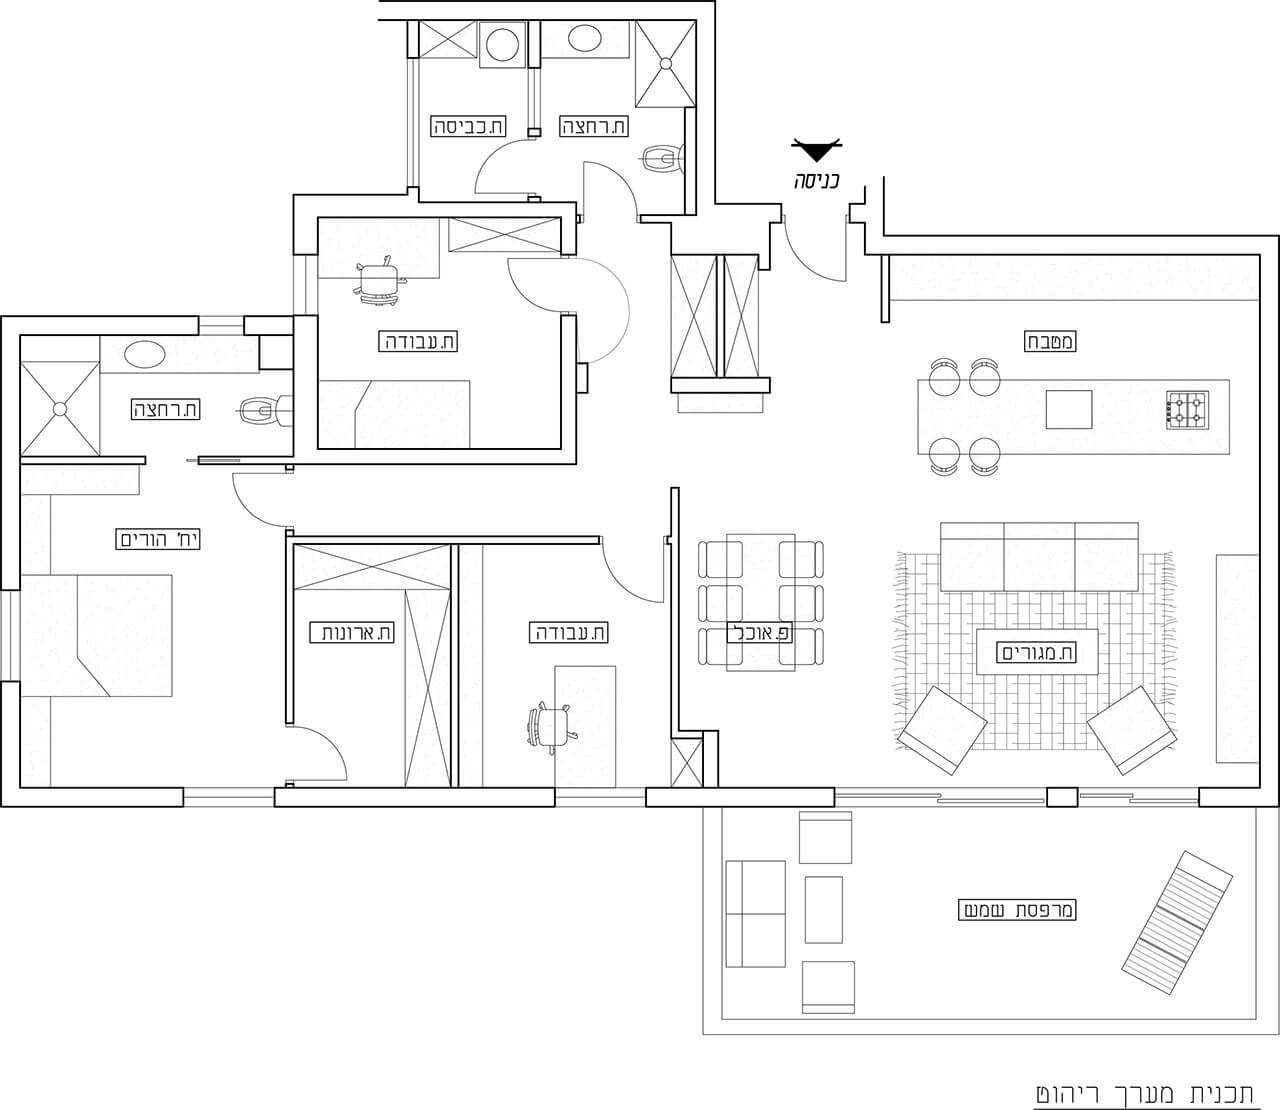 ח.כביסה
ח.רחצה
כניסה
ח.עבודה
מטבח
ח.רחצה
יח' הורים
ח.ארונות
ח.עבודה
פ.אוכל
ח.מגורים
מרפסת שמש
תכנית מערך ריהוט